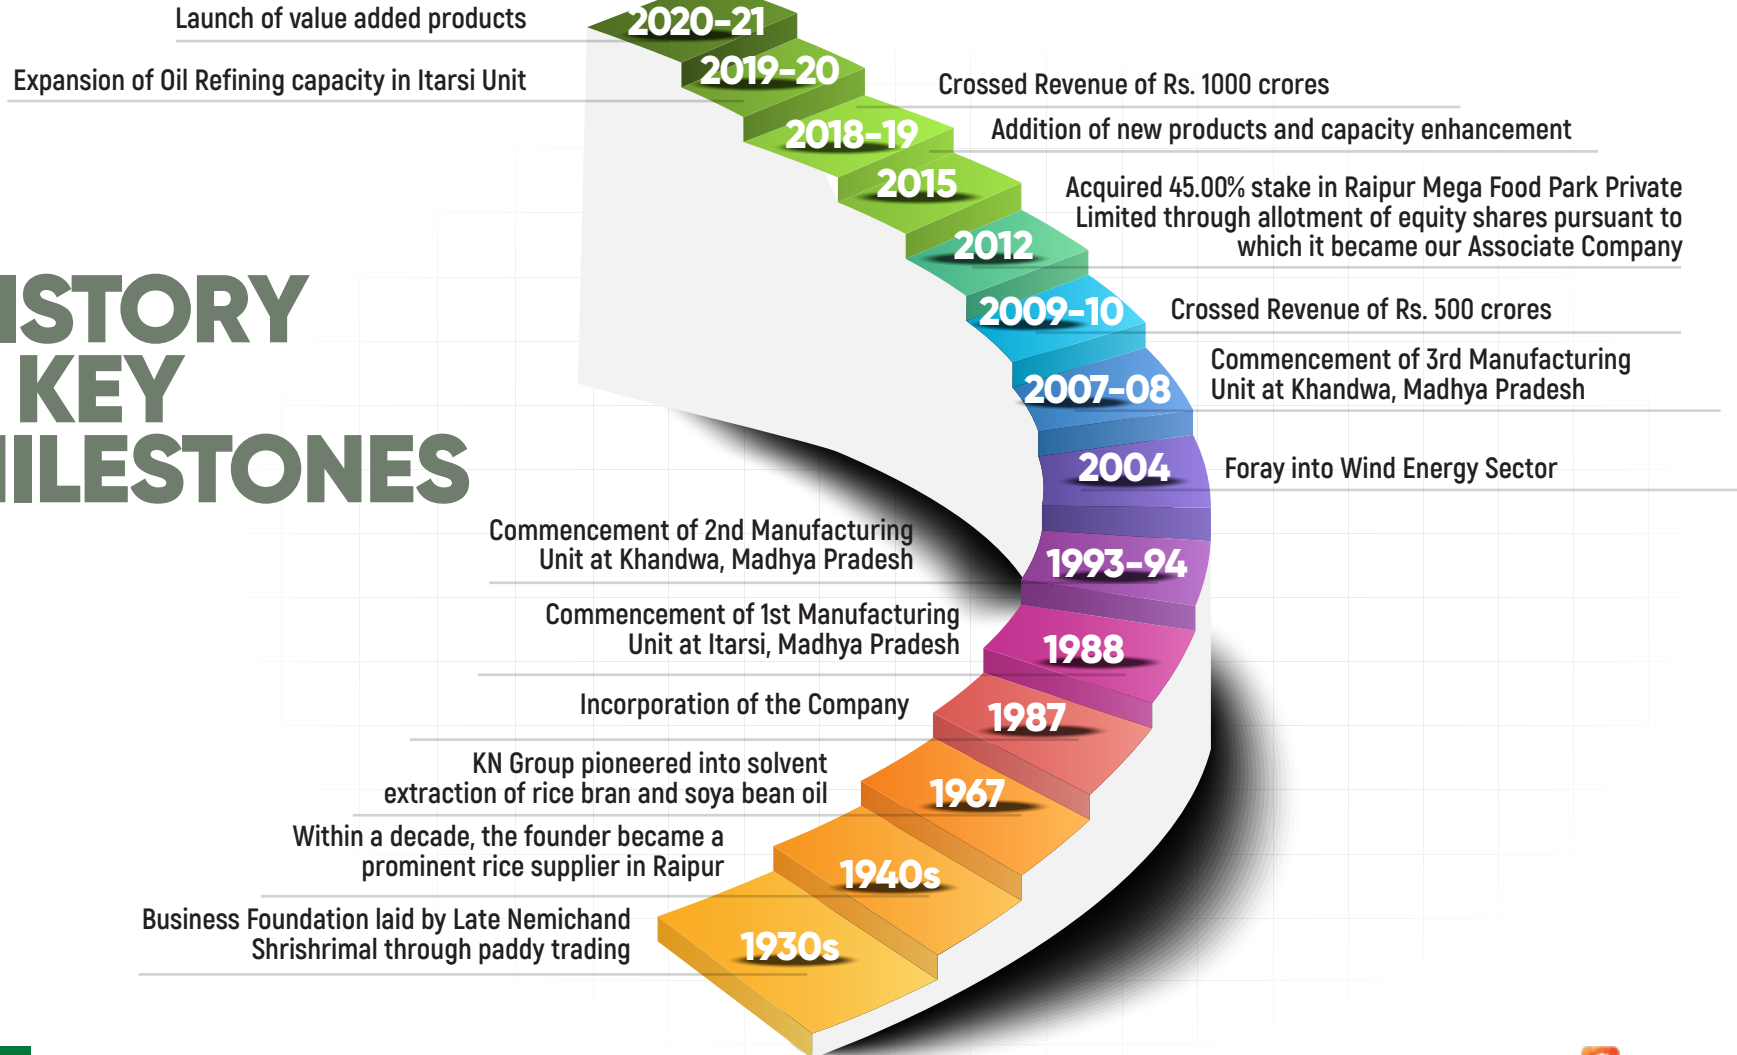 Launch of value added products
2020-21
Expansion of Oil Refining capacity in Itarsi Unit
2019-20
Crossed Revenue of Rs. 1000 crores
2018-19
Addition of new products and capacity enhancement
2015
Acquired 45.00% stake in Raipur Mega Food Park Private
Limited through allotment of equity shares pursuant to
which it became our Associate Company
2012
Crossed Revenue of Rs. 500 crores
2009-10
Commencement of 3rd Manufacturing
Unit at Khandwa, Madhya Pradesh
2007-08
Foray into Wind Energy Sector
2004
ISTORY
KEY
ILESTONES
Commencement of 2nd Manufacturing
Unit at Khandwa, Madhya Pradesh
1993-94
Commencement of 1st Manufacturing
Unit at Itarsi, Madhya Pradesh
1988
Incorporation of the Company
1987
KN Group pioneered into solvent
extraction of rice bran and soya bean oil
1967
Within a decade, the founder became a
prominent rice supplier in Raipur
1940s
Business Foundation laid by Late Nemichand
Shrishrimal through paddy trading
1930s